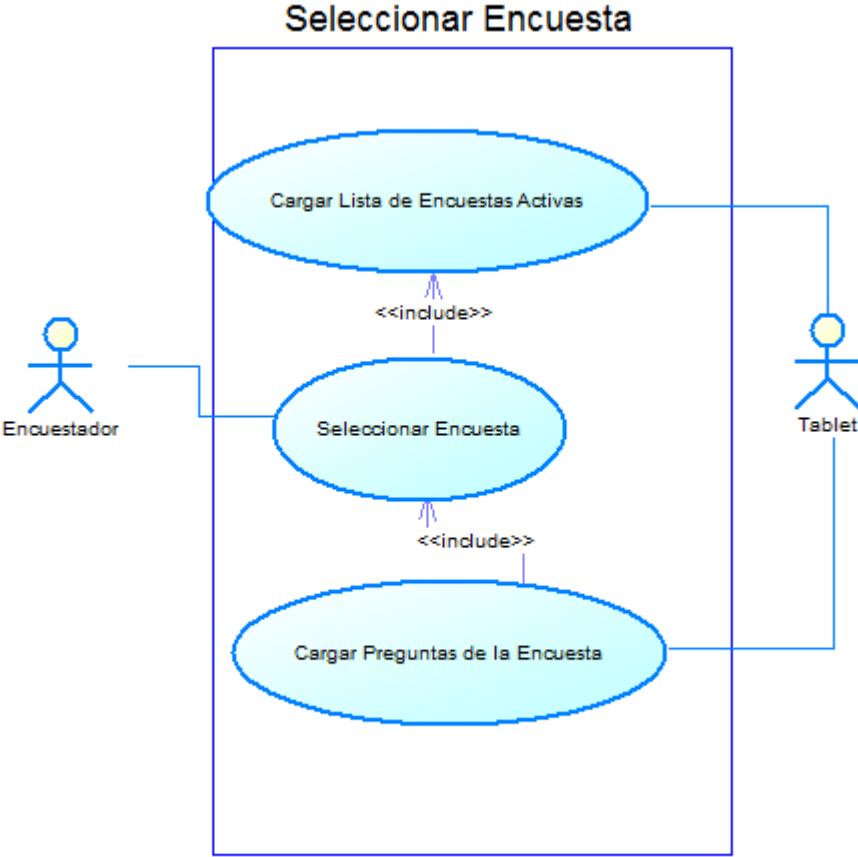 Seleccionar Encuesta
Cargar Lista de Encuestas Activas
<<include>>
Encuestador
Seleccionar Encuesta
Tablet
<<include>>
Cargar Preguntas de la Encuesta